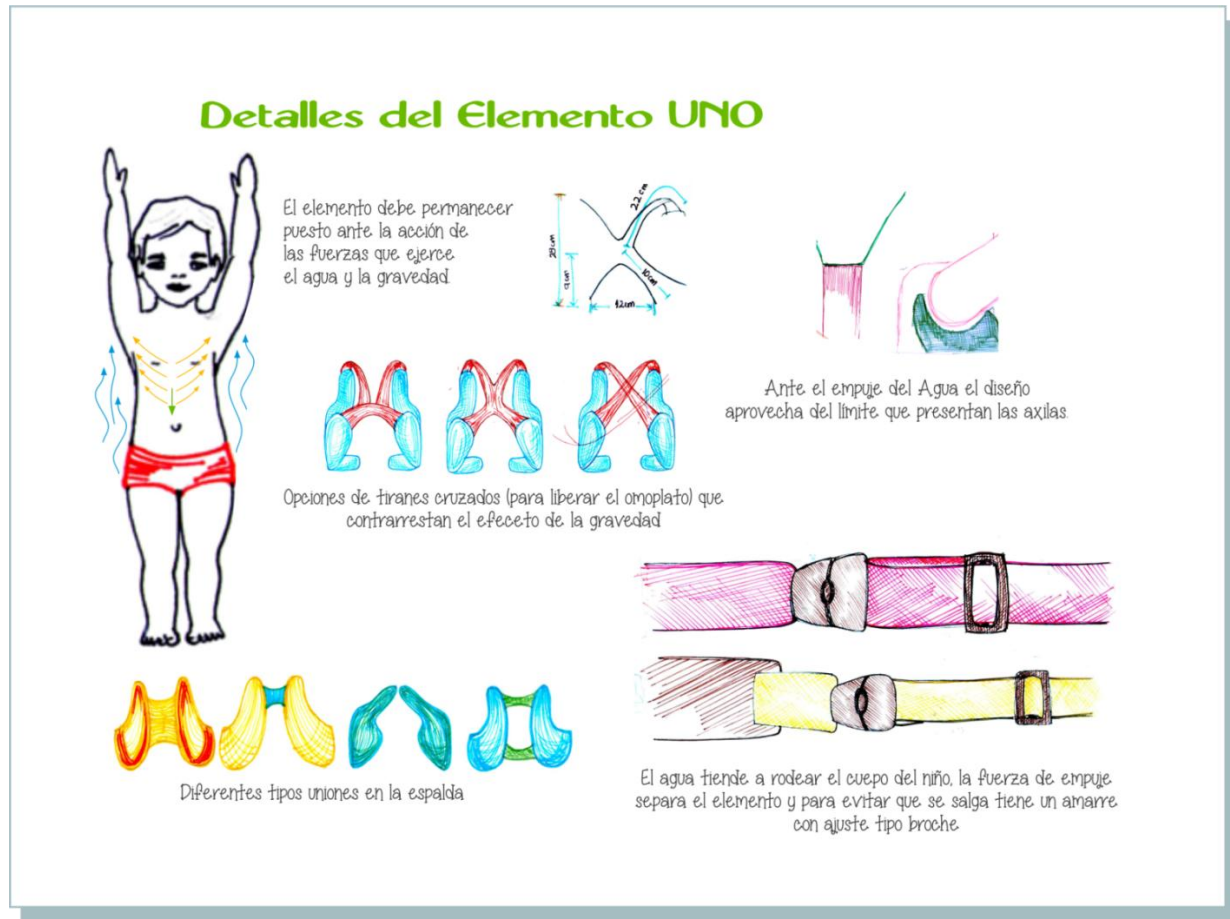 Detalles del Elemento UNO
El elemento debe permanecer
puesto ante la acción de
las fuerzas que ejerce
el agua y la gravedad
22 cm
9 cm
10 cm
12cm
Ante el empuje del Agua el diseño
aprovecha del límite que presentan las axilas.
Opciones de tiranes cruzados (para liberar el omoplato) que
contrarrestan el efeceto de la gravedad
Diferentes tipos uniones en la espalda
El agua tiende a rodear el cuepo del niño, la fuerza de empuje
separa el elemento y para evitar que se salga tiene un amarre
con ajuste tipo broche